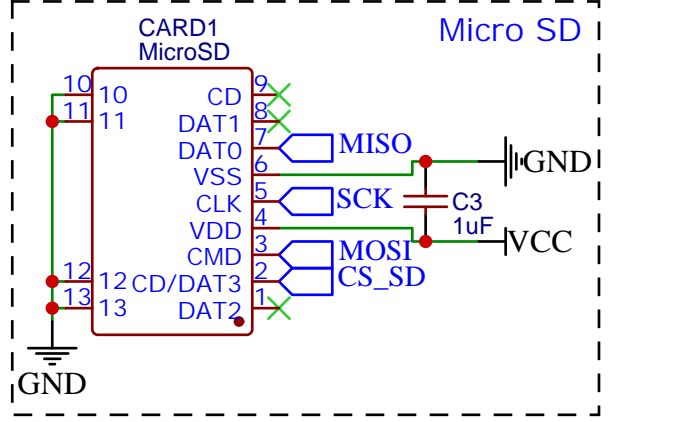 CARD1
MicroSD
Micro SD
10 10 CD 9
11 11 DAT1 8
DAT0 7 MISO
VSS 6 GND
CLK 5 SCK C3
VDD 4 1uF
VCC
CMD 3 MOSI
12 12 CD/DAT3 2 CS_SD
13 13 DAT2 1
GND